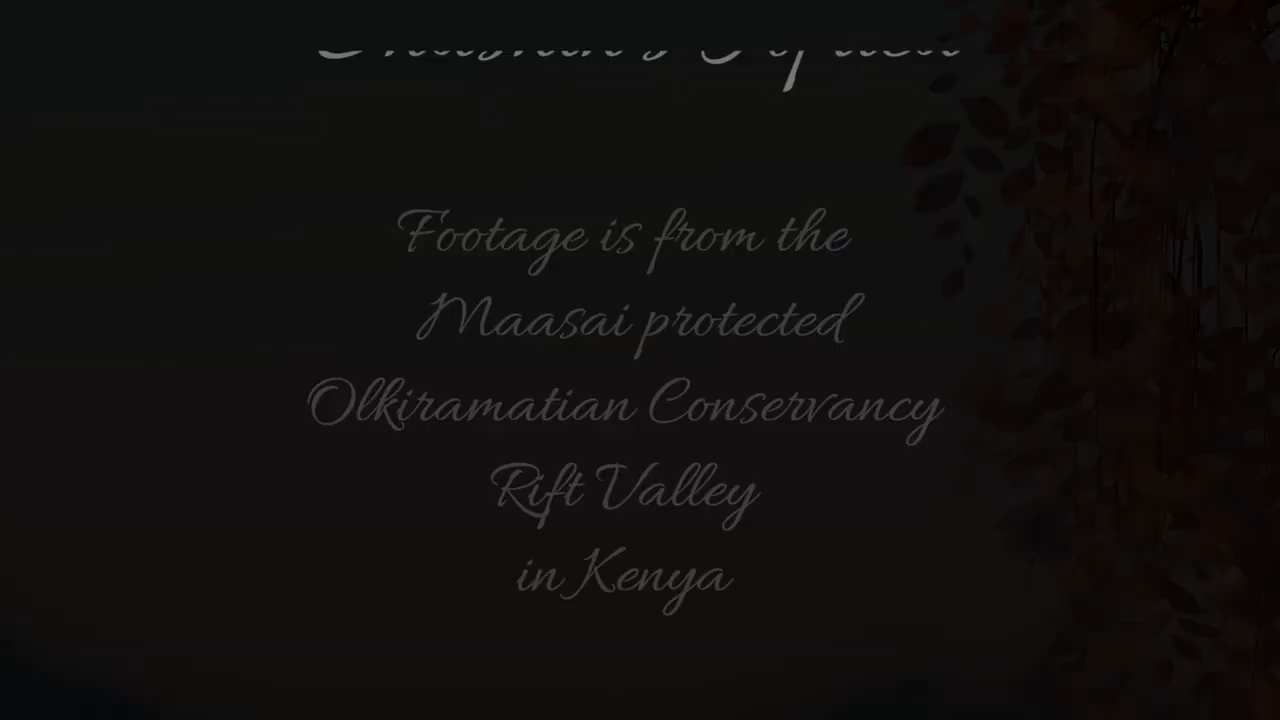 Footage is from the
Maasai protected
Olkiramatian Conservancy
Rift Valley
in Kenya